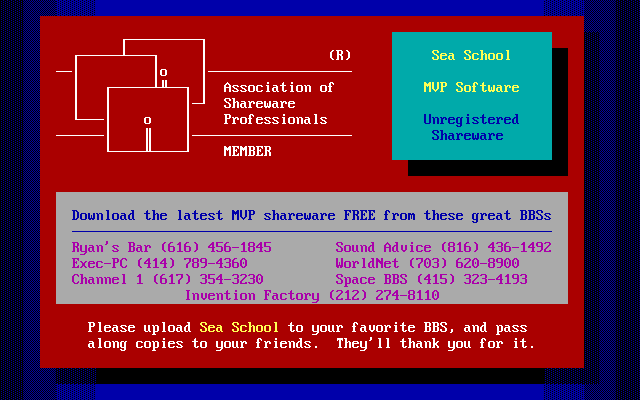 (R)
Association of
Shareware
Professionals
MEMBER
Sea School
MVP Software
Unregistered
Shareware
Download the latest MVP shareware FREE from these great BBSs
Ryan's Bar (616) 456-1845 Sound Advice (816) 436-1492
Exec-PC (414) 789-4360 WorldNet (703) 620-8900
Channel 1 (617) 354-3230 Space BBS (415) 323-4193
Invention Factory (212) 274-8110
Please upload Sea School to your favorite BBS, and pass
along copies to your friends. They'll thank you for it.